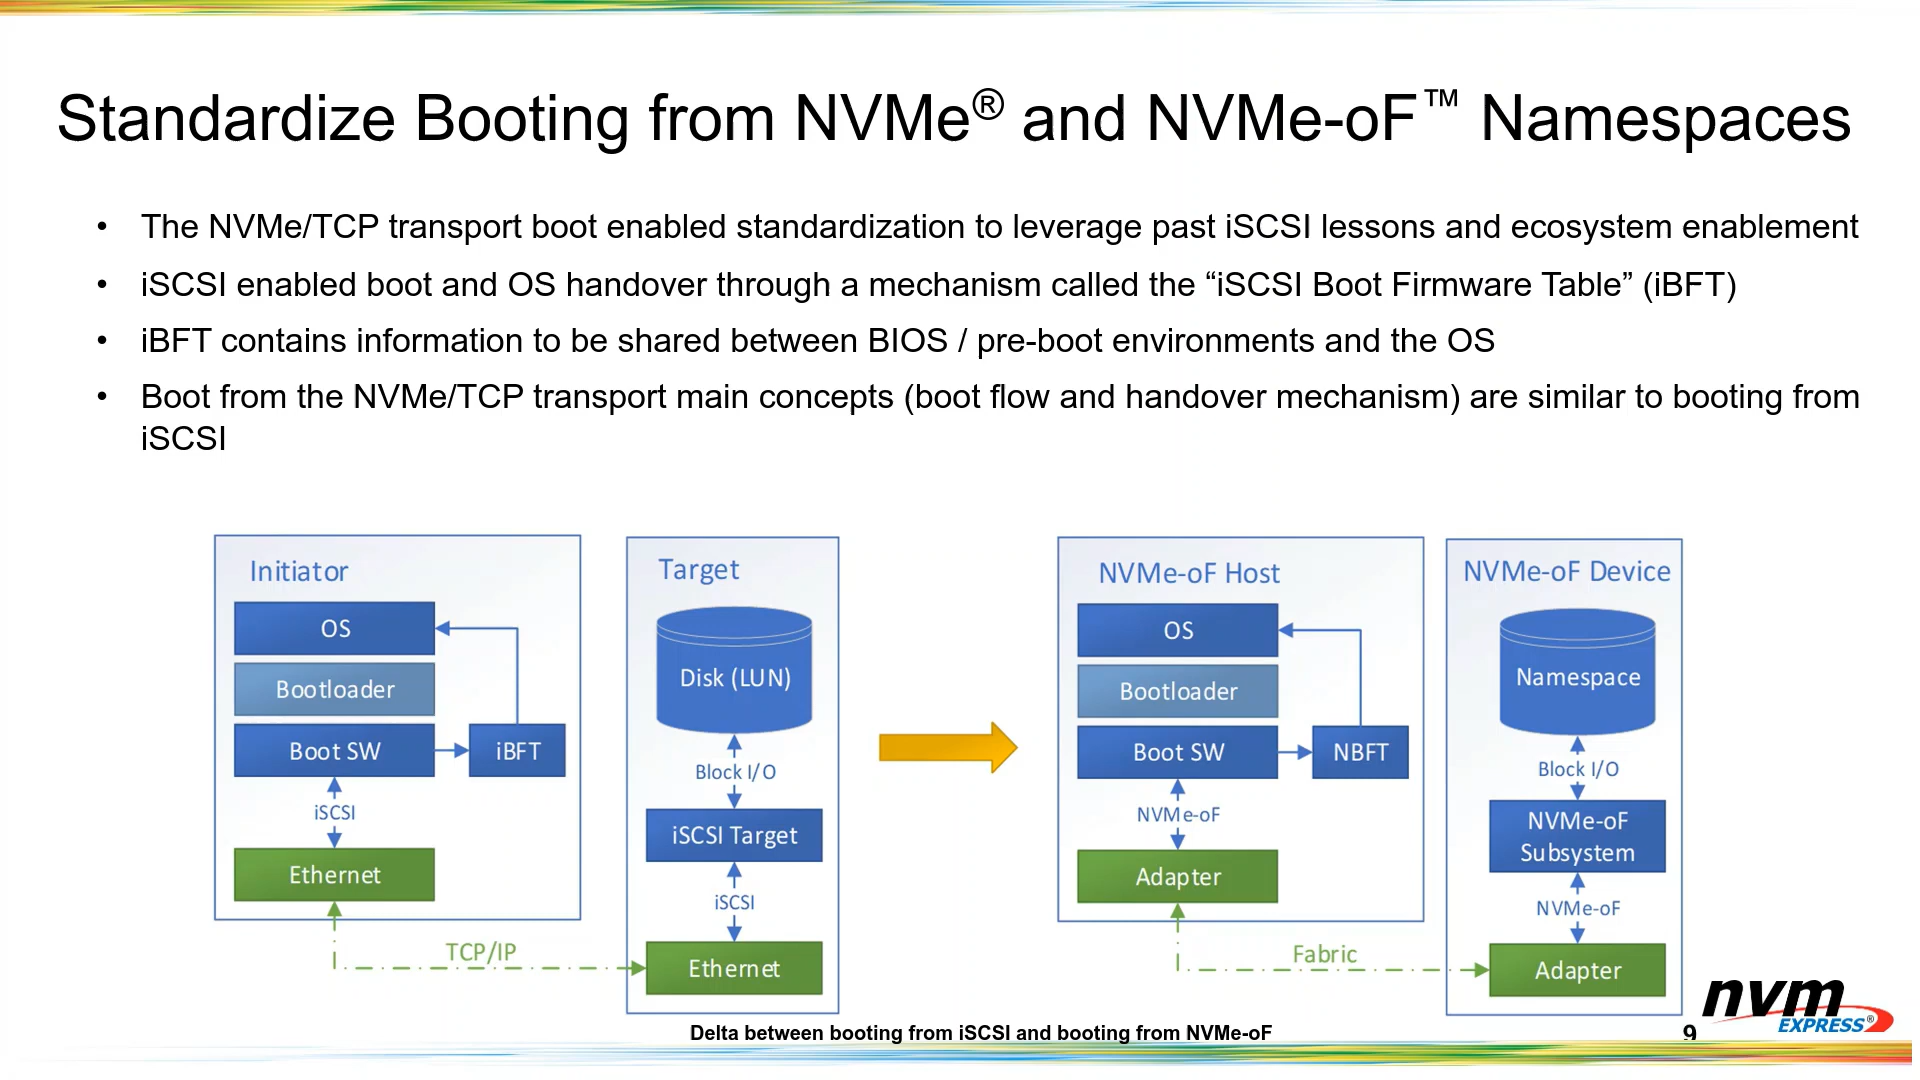 Standardize Booting from NVMe® and NVMe-oF™ Namespaces
• The NVMe/TCP transport boot enabled standardization to leverage past iSCSI lessons and ecosystem enablement
• iSCSI enabled boot and OS handover through a mechanism called the “iSCSI Boot Firmware Table” (iBFT)
• iBFT contains information to be shared between BIOS / pre-boot environments and the OS
• Boot from the NVMe/TCP transport main concepts (boot flow and handover mechanism) are similar to booting from
iSCSI
Initiator
OS
Bootloader
Boot SW
iBFT
iSCSI
Ethernet
TCP/IP
Target
Disk (LUN)
Block I/O
iSCSI Target
iSCSI
Ethernet
NVMe-oF Host
OS
Bootloader
Boot SW
NBFT
NVMe-oF
Adapter
Fabric
NVMe-oF Device
Namespace
Block I/O
NVMe-oF
Subsystem
NVMe-oF
Adapter
Delta between booting from iSCSI and booting from NVMe-oF
9
nvm
EXPRESS®